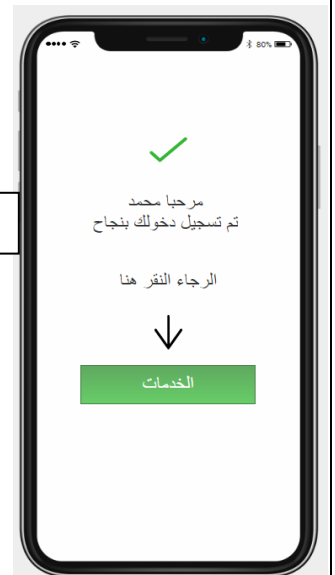 80%
مرحبا محمد
تم تسجيل دخولك بنجاح
الرجاء النقر هنا
الخدمات